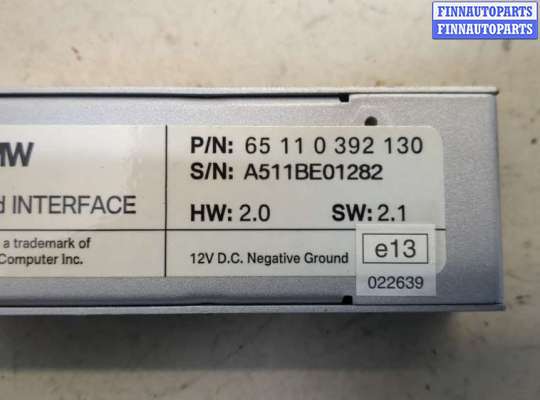 FINNAUTOPARTS
FINNAUTOPARTS
P/N: 65 11 0 392 130
S/N: A511BE01282
INTERFACE
HW: 2.0 SW: 2.1
a trademark of
Computer Inc.
12V D.C. Negative Ground
e13
022639